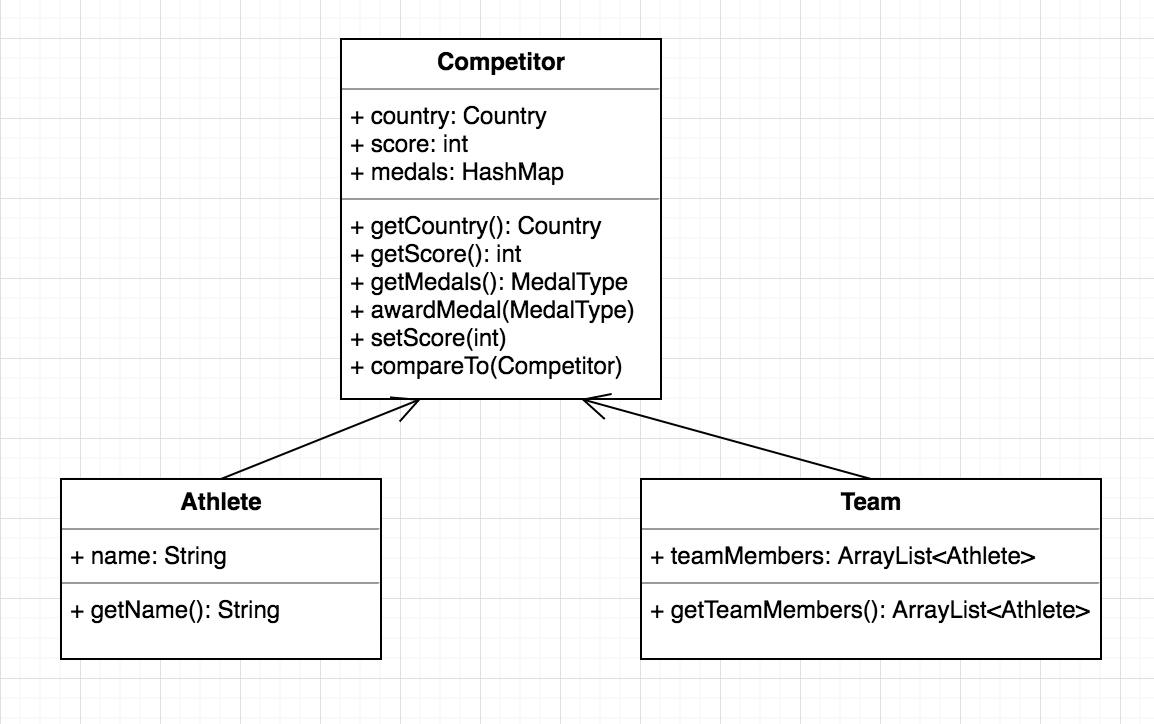 Competitor
+ country: Country
+ score: int
+ medals: HashMap
+ getCountry(): Country
+ getScore(): int
+ getMedals(): MedalType
+ awardMedal(MedalType)
+ setScore(int)
+ compareTo(Competitor)
Athlete
+ name: String
+ getName(): String
Team
+ teamMembers: ArrayList<Athlete>
+ getTeamMembers(): ArrayList<Athlete>